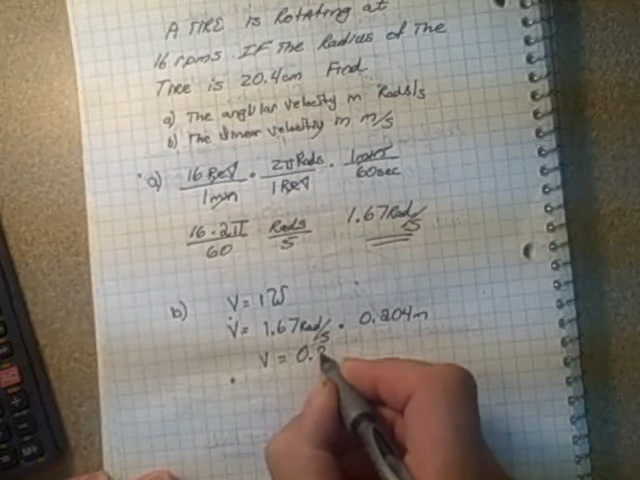 A TIRE is Rotating at
16 rpms. IF The Radius of The
Tire is 20.4cm Find
a) The angular velocity in Rads/s
b) The linear velocity in m/s
a) 16 Rev/1min · 2π Rads/1 Rev · 1min/60sec
16·2π/60 Rads/s 1.67 Rad/s
b) V = rω
V = 1.67 Rad/s · 0.204m
V = 0.